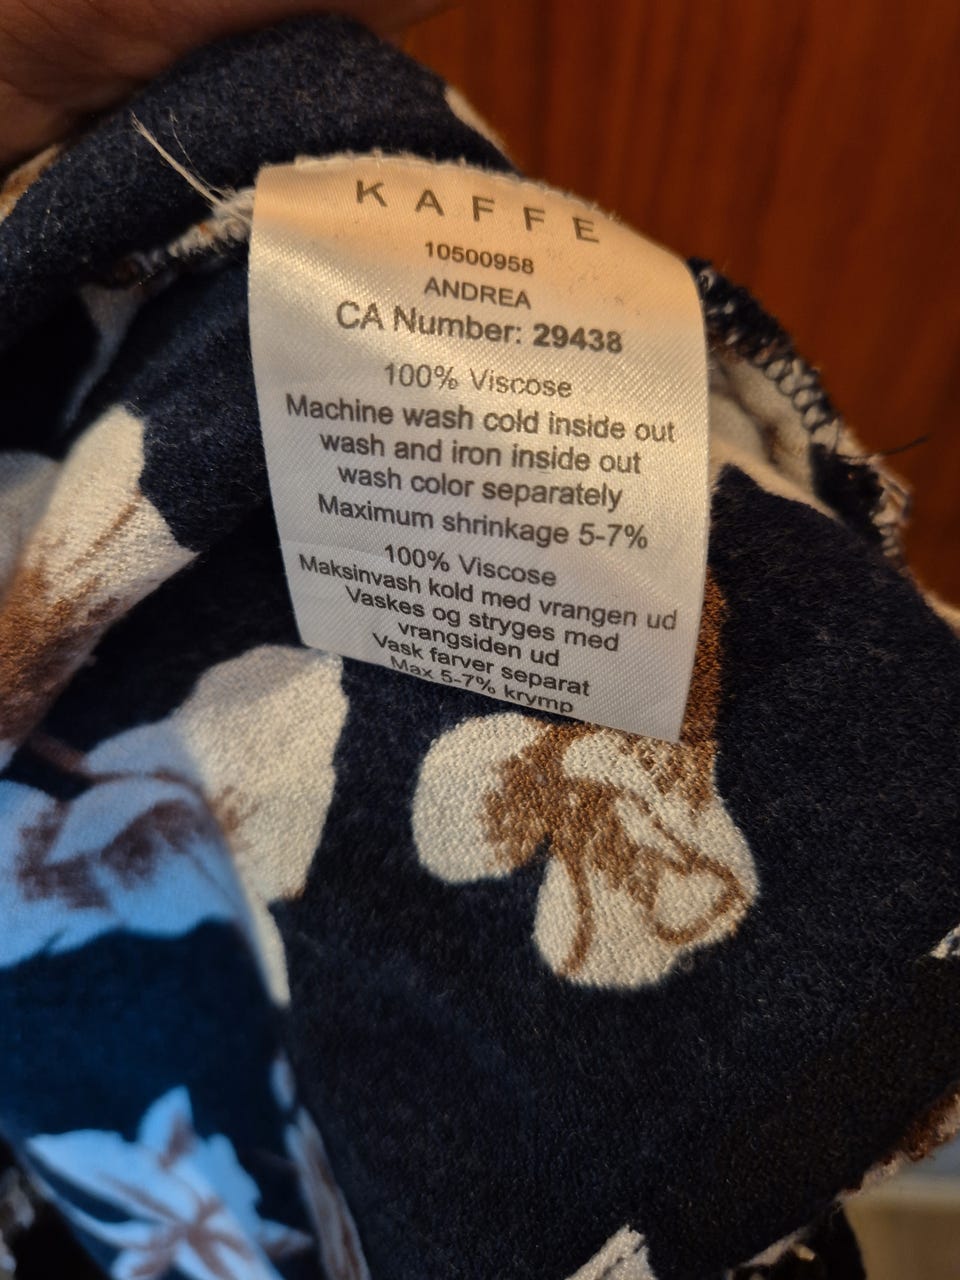 KAFFE
10500958
ANDREA
CA Number: 29438
100% Viscose
Machine wash cold inside out
wash and iron inside out
wash color separately
Maximum shrinkage 5-7%
100% Viscose
Maksinvash kold med vrangen ud
Vaskes og stryges med
vrangsiden ud
Vask farver separat
Max 5-7% krymp